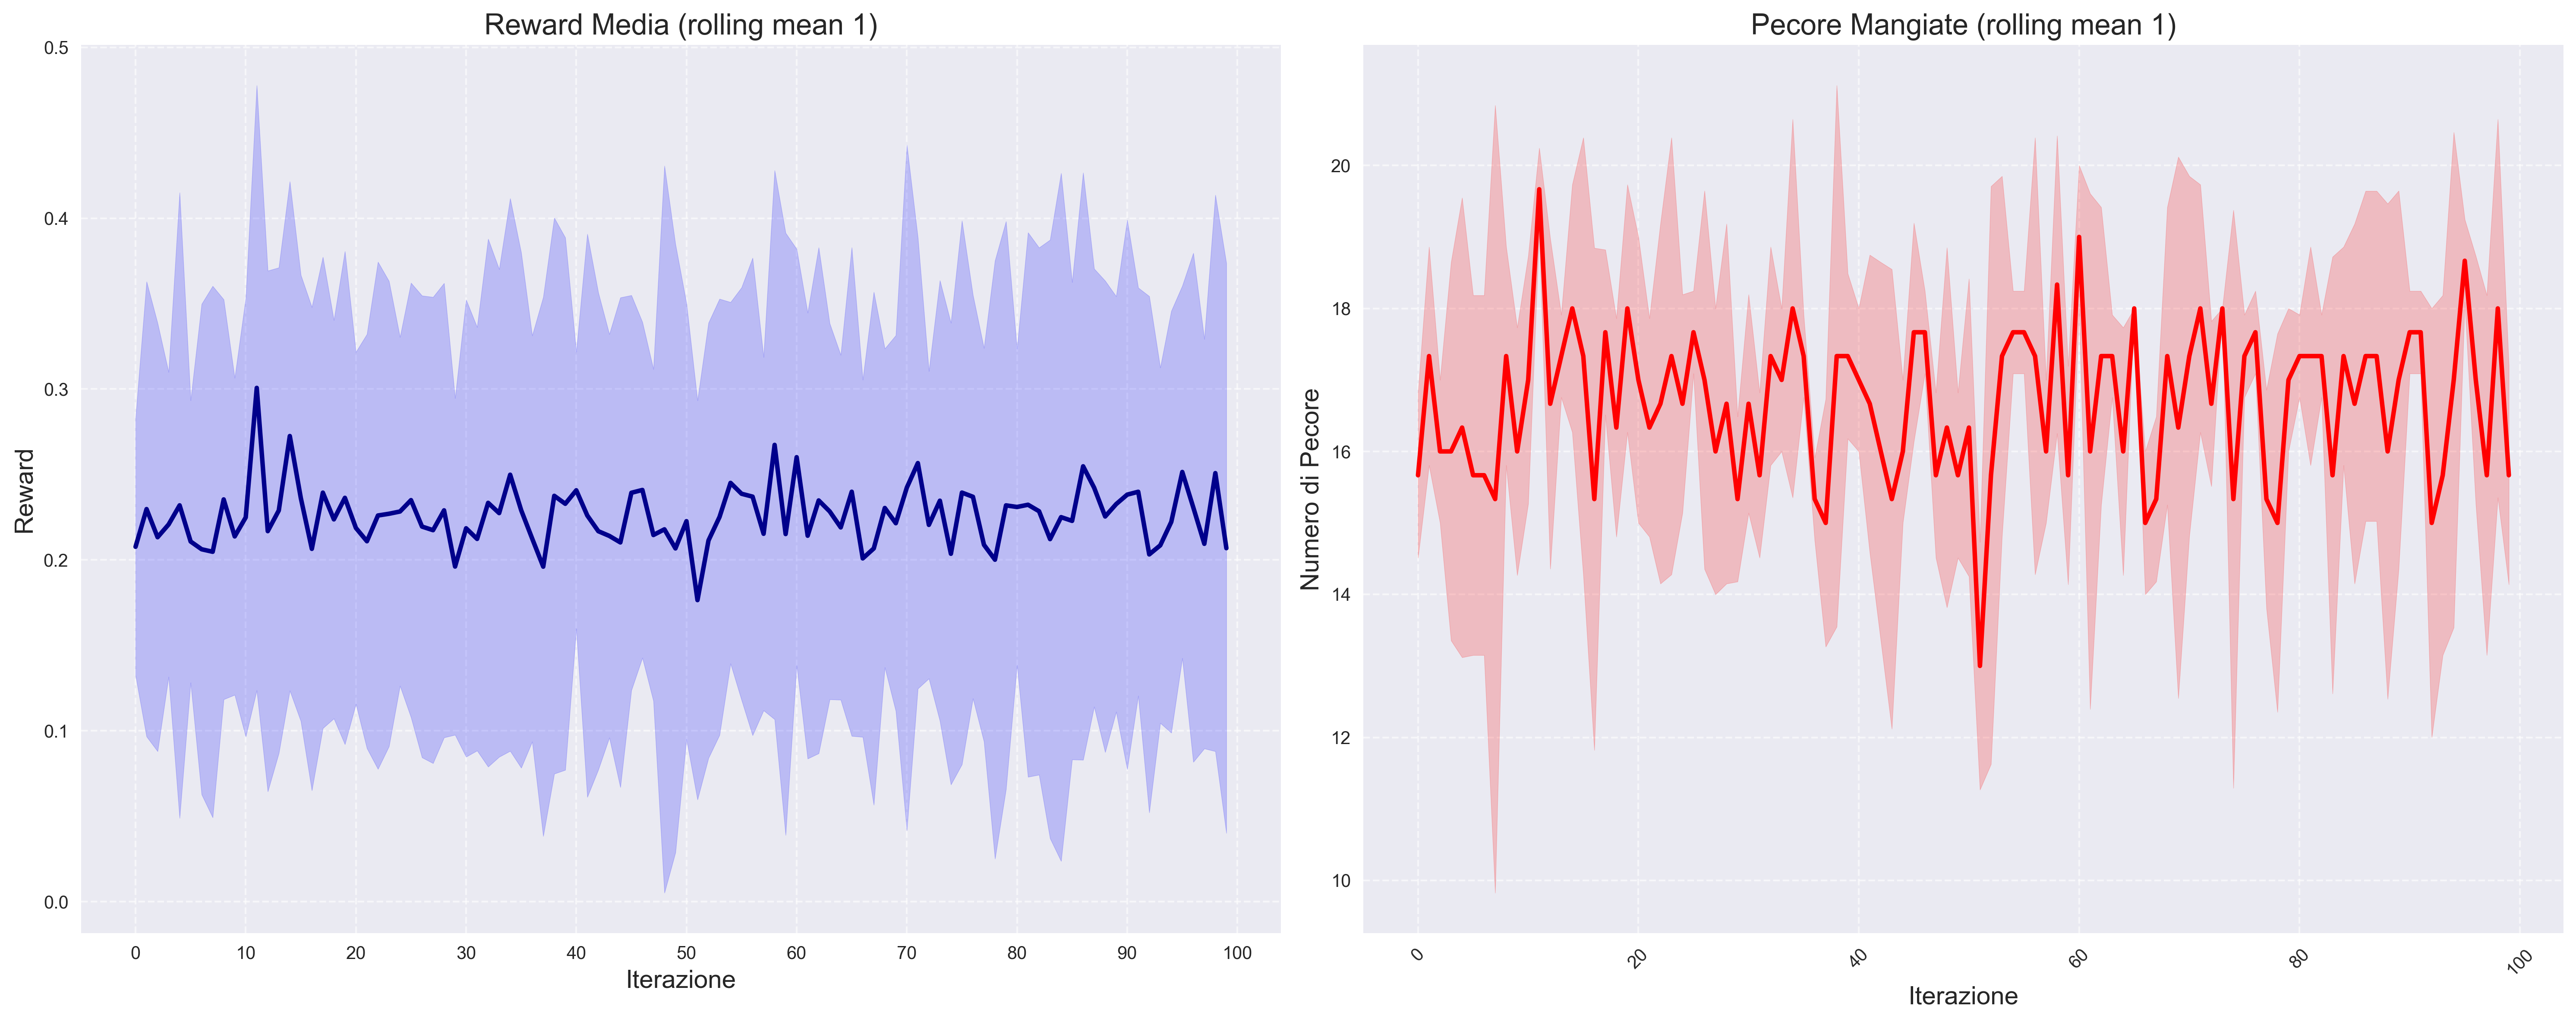 Reward Media (rolling mean 1)
0.5
0.4
0.3
0.2
0.1
0.0
Reward
0 10 20 30 40 50 60 70 80 90 100
Iterazione
Pecore Mangiate (rolling mean 1)
20
18
16
14
12
10
Numero di Pecore
0 20 40 60 80 100
Iterazione